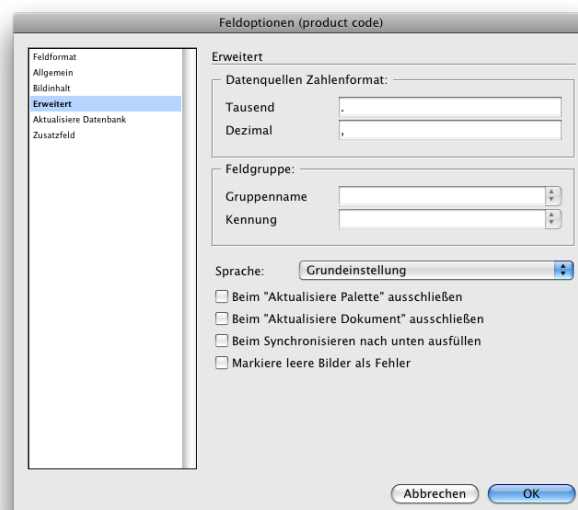 Feldoptionen (product code)
Feldformat
Allgemein
Bildinhalt
Erweitert
Aktualisiere Datenbank
Zusatzfeld
Erweitert
Datenquellen Zahlenformat:
Tausend .
Dezimal ,
Feldgruppe:
Gruppenname
Kennung
Sprache: Grundeinstellung
Beim "Aktualisiere Palette" ausschließen
Beim "Aktualisiere Dokument" ausschließen
Beim Synchronisieren nach unten ausfüllen
Markiere leere Bilder als Fehler
Abbrechen OK